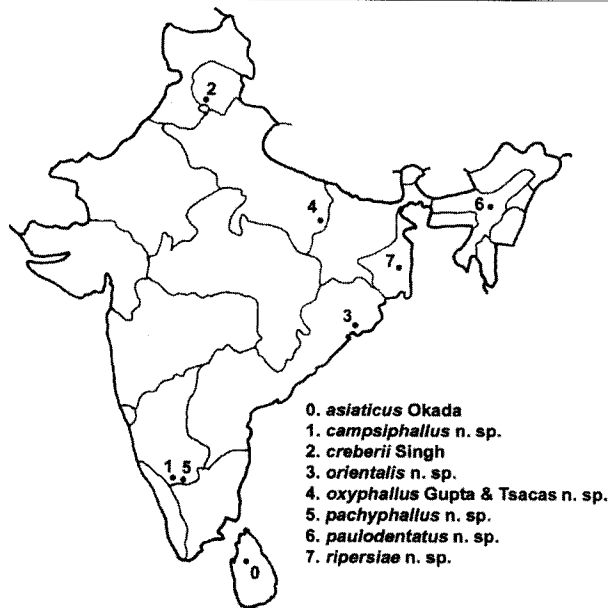 2
4
6
7
3
1 5
0
0. asiaticus Okada
1. campsiphallus n. sp.
2. creberii Singh
3. orientalis n. sp.
4. oxyphallus Gupta & Tsacas n. sp.
5. pachyphallus n. sp.
6. paulodentatus n. sp.
7. ripersiae n. sp.